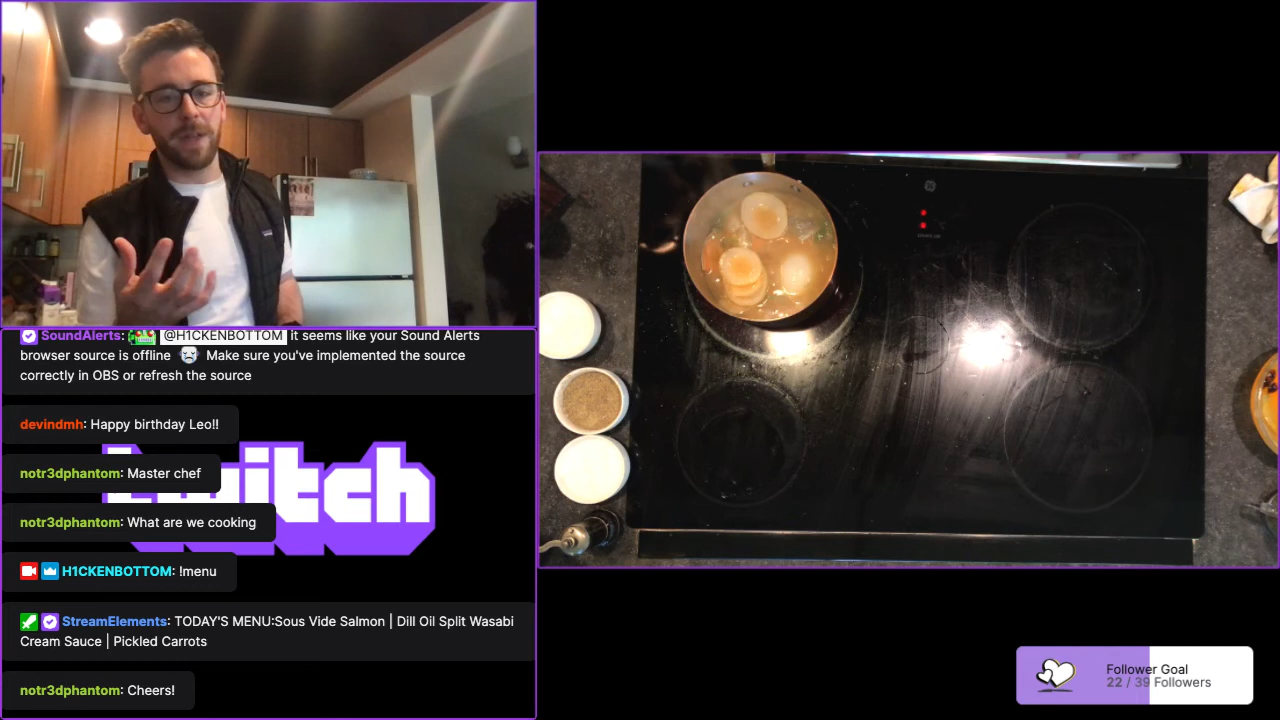 SoundAlerts: @H1CKENBOTTOM it seems like your Sound Alerts
browser source is offline Make sure you've implemented the source
correctly in OBS or refresh the source
devindmh: Happy birthday Leo!!
notr3dphantom: Master chef
twitch
notr3dphantom: What are we cooking
H1CKENBOTTOM: !menu
StreamElements: TODAY'S MENU:Sous Vide Salmon | Dill Oil Split Wasabi
Cream Sauce | Pickled Carrots
notr3dphantom: Cheers!
Follower Goal
22 / 39 Followers